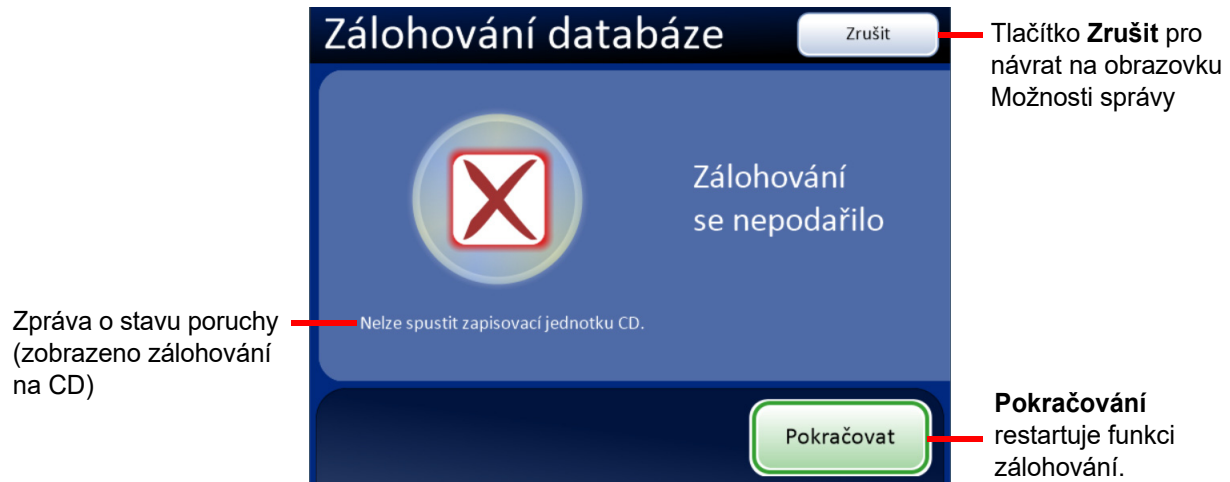 Zálohování databáze
Zrušit
Tlačítko Zrušit pro
návrat na obrazovku
Možnosti správy
Zálohování
se nepodařilo
Zpráva o stavu poruchy
(zobrazeno zálohování
na CD)
Nelze spustit zapisovací jednotku CD.
Pokračovat
Pokračování
restartuje funkci
zálohování.